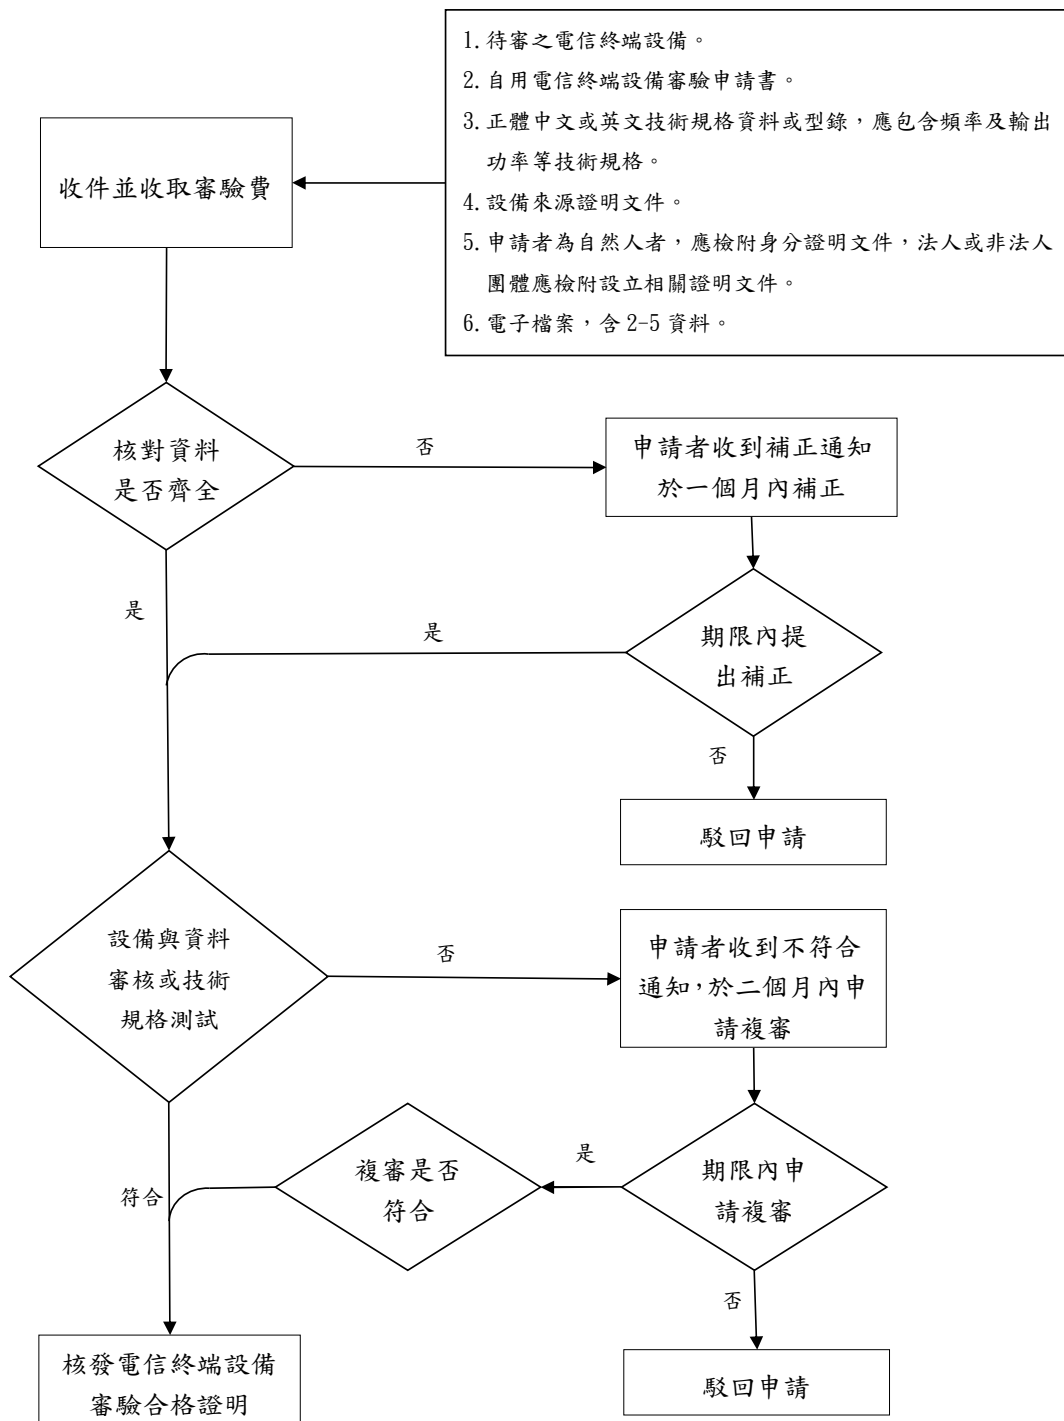 1.待審之電信終端設備。
2.自用電信終端設備審驗申請書。
3.正體中文或英文技術規格資料或型錄，應包含頻率及輸出
功率等技術規格。
4.設備來源證明文件。
5.申請者為自然人者，應檢附身分證明文件，法人或非法人
團體應檢附設立相關證明文件。
6.電子檔案，含 2-5 資料。
收件並收取審驗費
核對資料
是否齊全
否
申請者收到補正通知
於一個月內補正
是
是
期限內提
出補正
否
駁回申請
設備與資料
審核或技術
規格測試
否
申請者收到不符合
通知，於二個月內申
請複審
符合
複審是否
符合
是
期限內申
請複審
否
核發電信終端設備
審驗合格證明
駁回申請